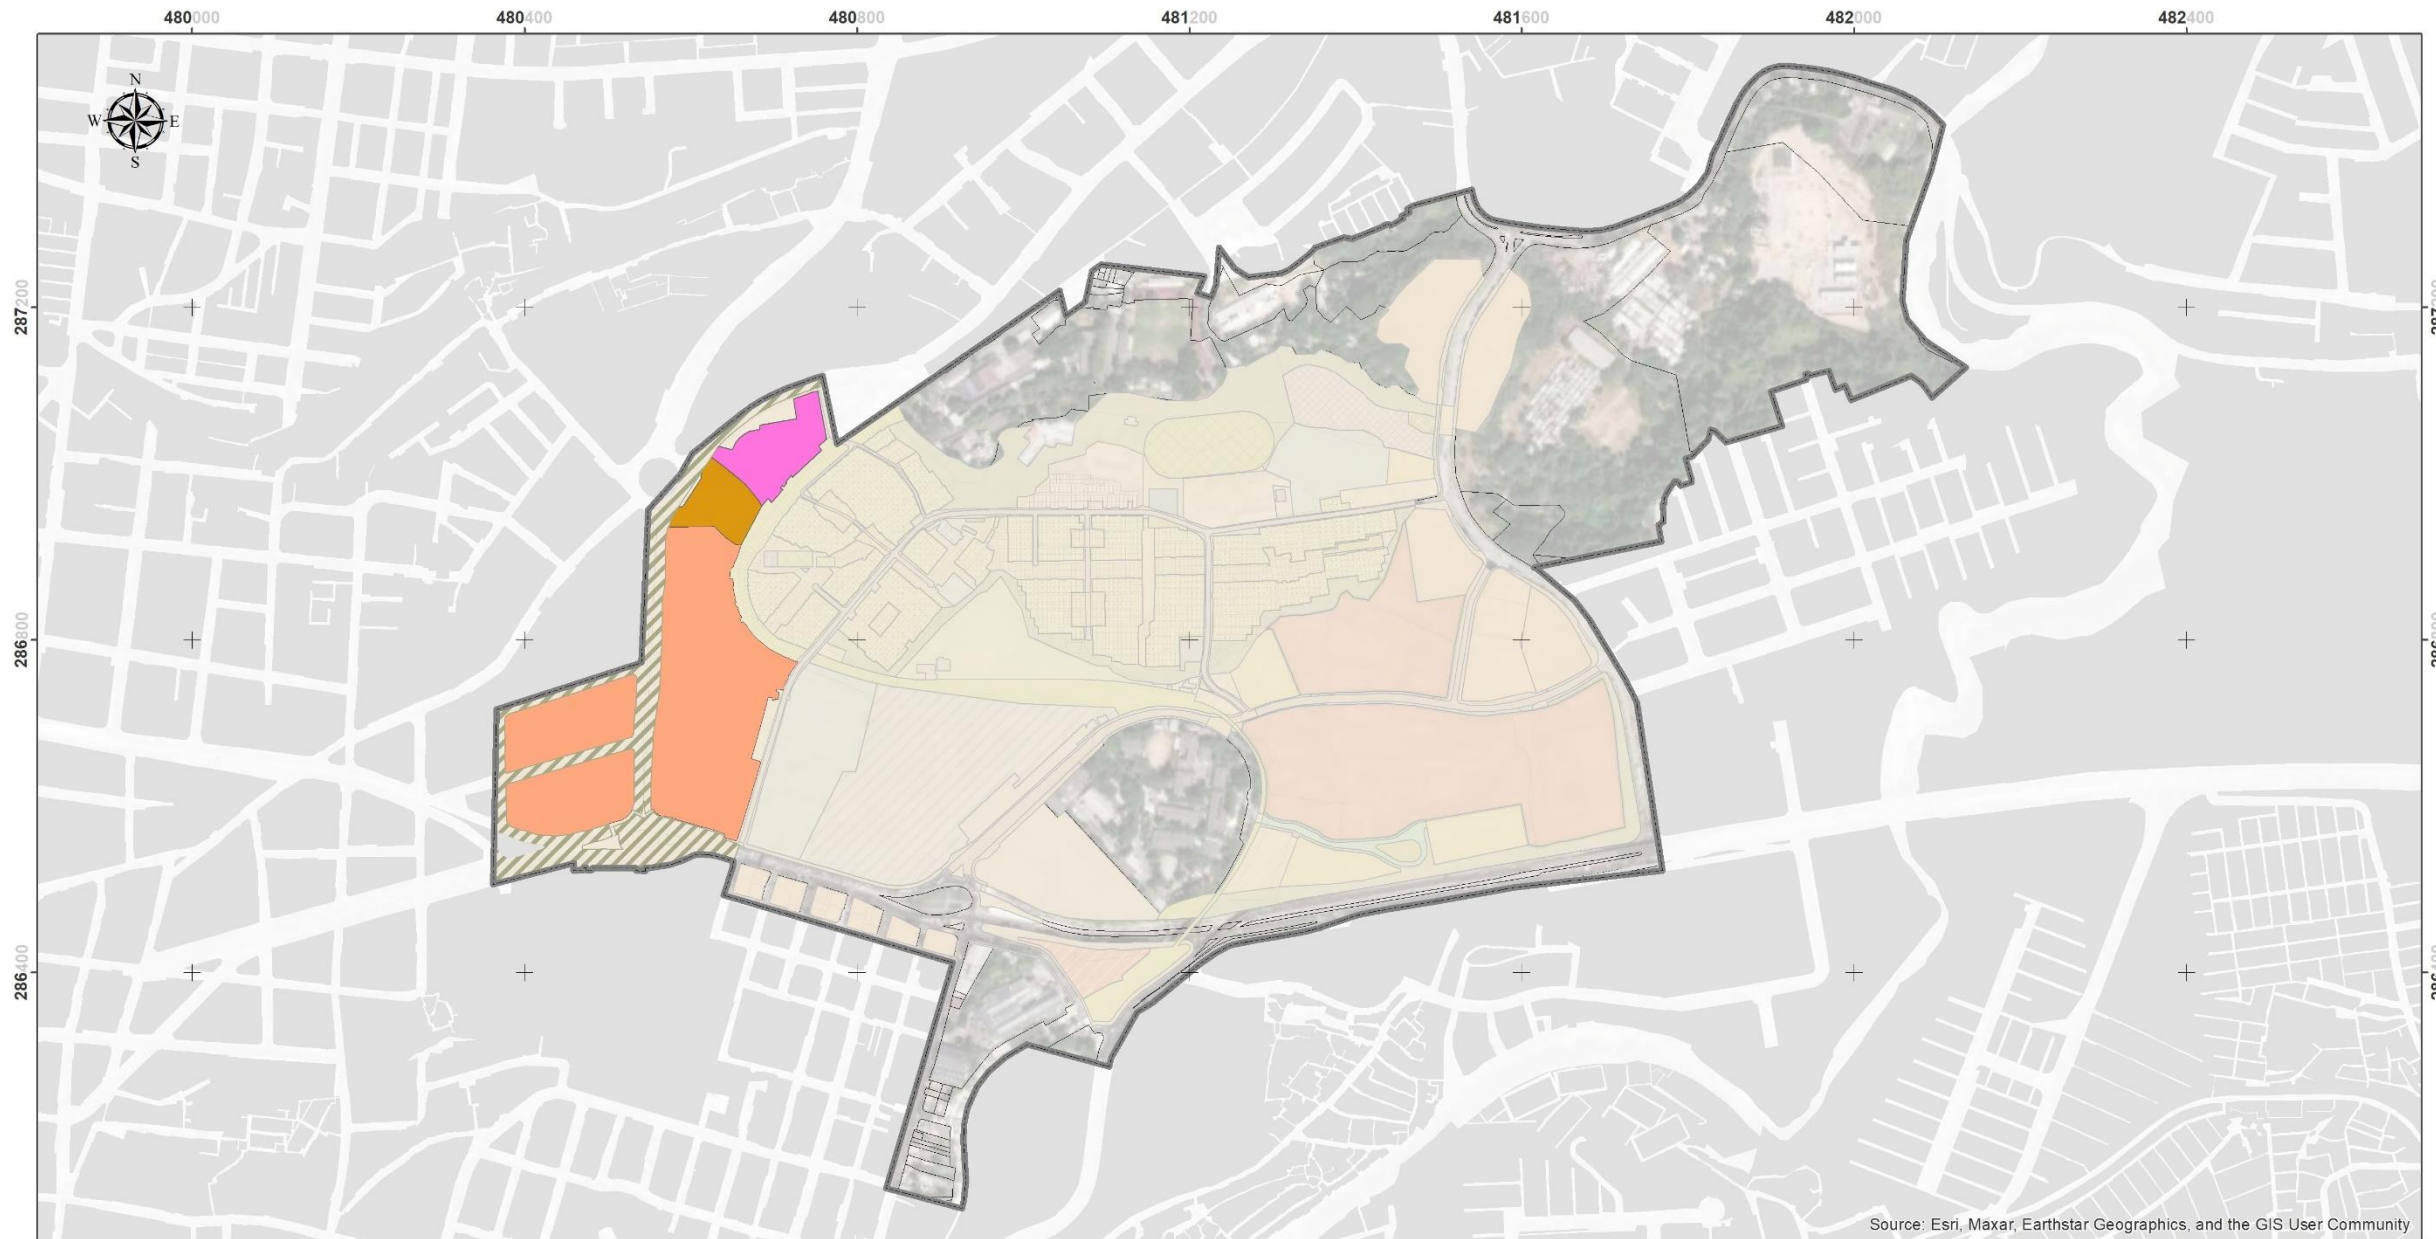 480000 480400 480800 481200 481600 482000 482400
N
W E
S
287200
286800
286400
Source: Esri, Maxar, Earthstar Geographics, and the GIS User Community